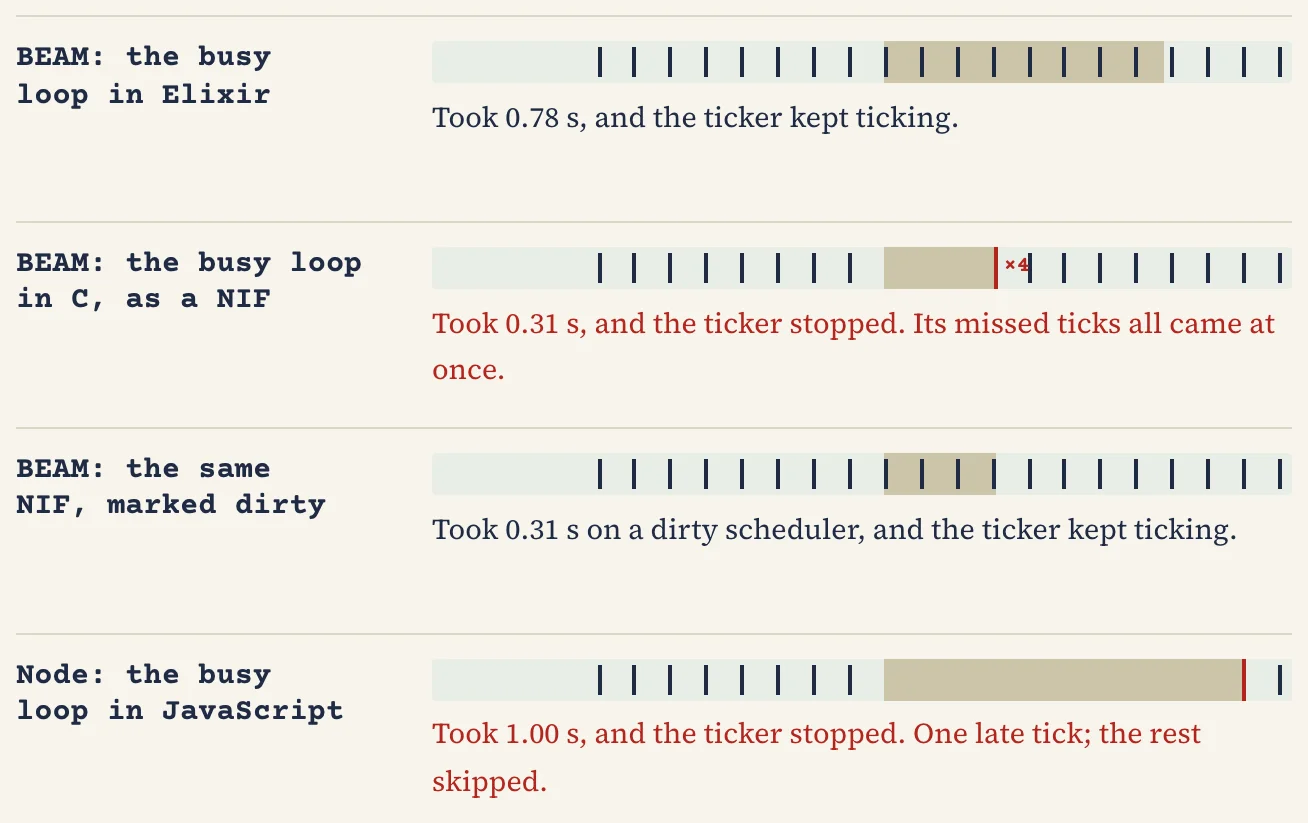 BEAM: the busy
loop in Elixir
Took 0.78 s, and the ticker kept ticking.
BEAM: the busy loop
in C, as a NIF
×4
Took 0.31 s, and the ticker stopped. Its missed ticks all came at
once.
BEAM: the same
NIF, marked dirty
Took 0.31 s on a dirty scheduler, and the ticker kept ticking.
Node: the busy
loop in JavaScript
Took 1.00 s, and the ticker stopped. One late tick; the rest
skipped.